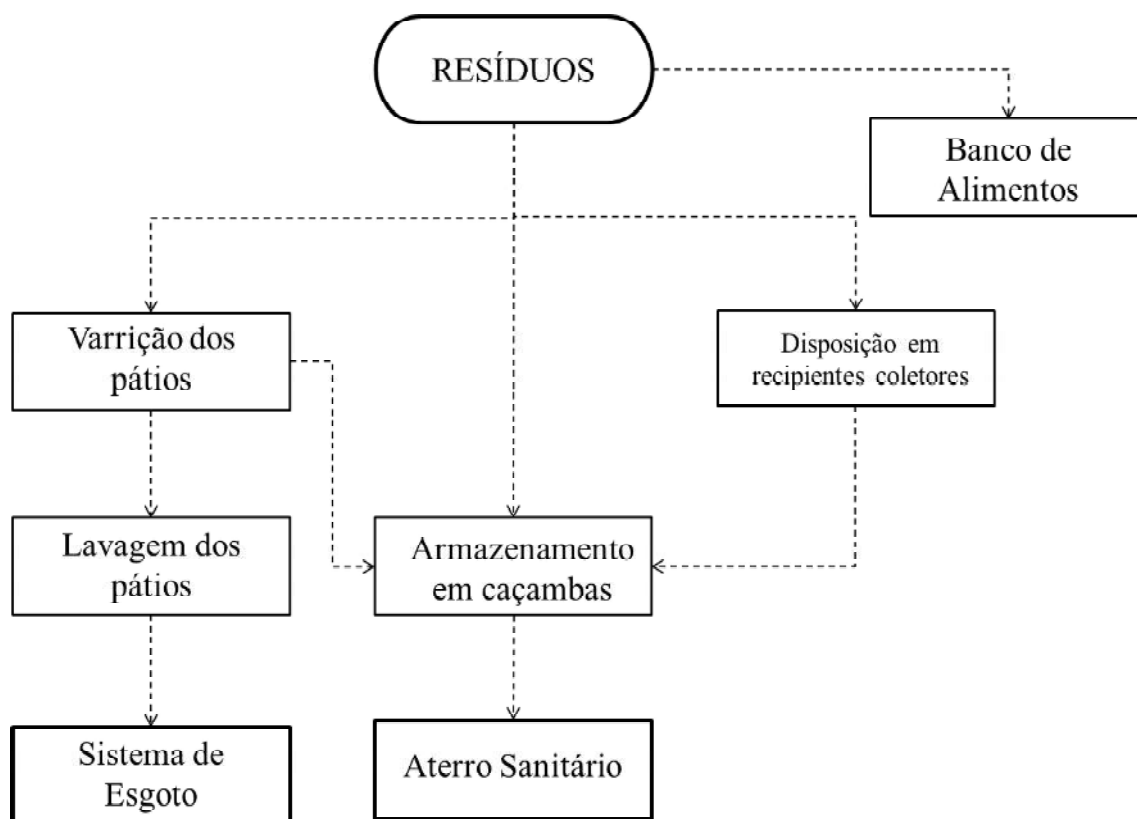 RESÍDUOS
Banco de
Alimentos
Varrição dos
pátios
Disposição em
recipientes coletores
Lavagem dos
pátios
Armazenamento
em caçambas
Sistema de
Esgoto
Aterro Sanitário